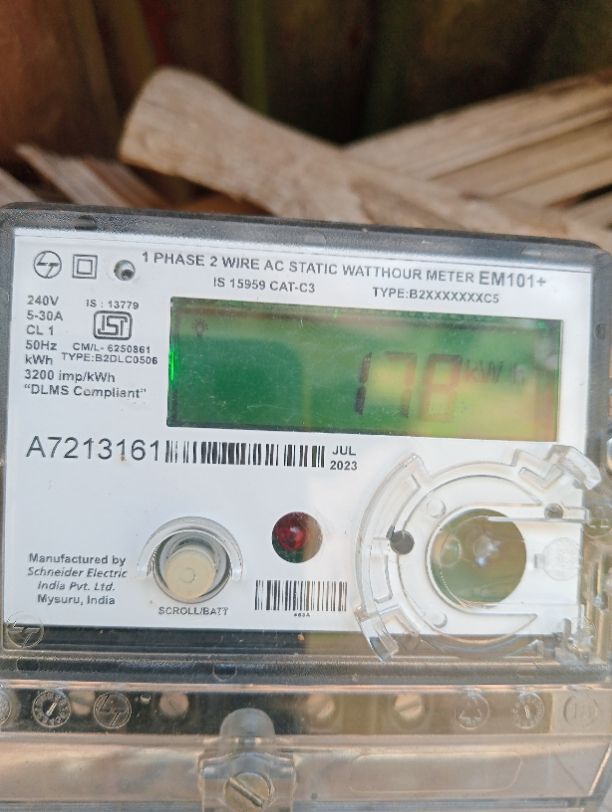 1 PHASE 2 WIRE AC STATIC WATTHOUR METER EM101+
IS 15959 CAT-C3 TYPE:B2XXXXXXXC5
240V IS : 13779
5-30A
CL 1 ISI
50Hz CM/L- 6250861
kWh TYPE:B2DLC0506
3200 imp/kWh
"DLMS Compliant"
178 kW h
A7213161
JUL
2023
Manufactured by
Schneider Electric
India Pvt. Ltd.
Mysuru, India
SCROLL/BATT